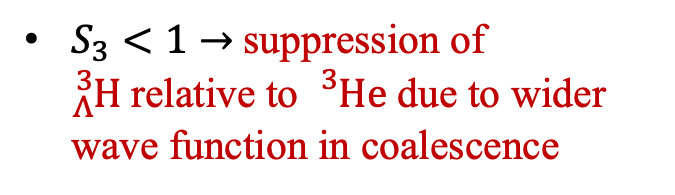 • S₃ < 1 → suppression of
³ΛH relative to ³He due to wider
wave function in coalescence